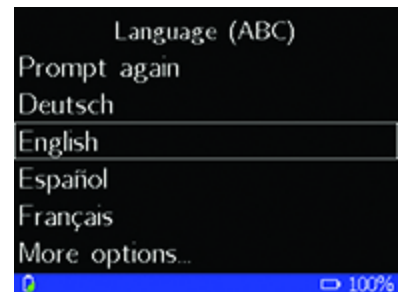 Language (ABC)
Prompt again
Deutsch
English
Español
Français
More options...
100%